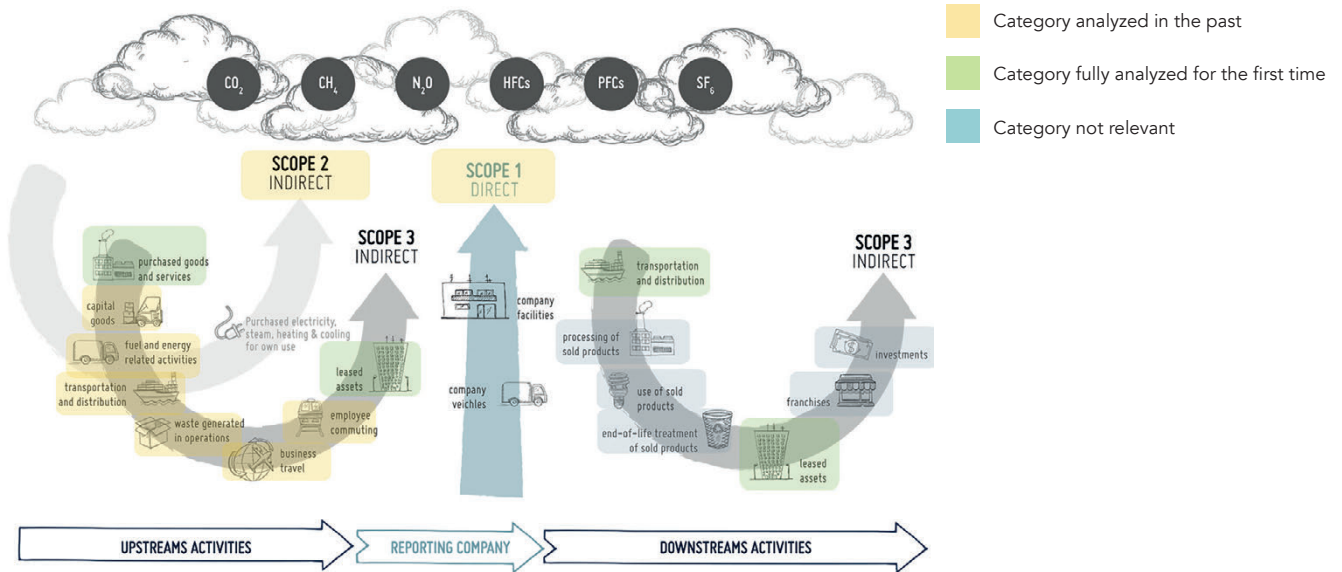 Category analyzed in the past
Category fully analyzed for the first time
Category not relevant
CO₂
CH₄
N₂O
HFCs
PFCs
SF₆
SCOPE 2
INDIRECT
SCOPE 1
DIRECT
SCOPE 3
INDIRECT
SCOPE 3
INDIRECT
purchased goods
and services
capital
goods
fuel and energy
related activities
transportation
and distribution
waste generated
in operations
business
travel
employee
commuting
leased
assets
Purchased electricity,
steam, heating & cooling
for own use
company
facilities
company
veichles
transportation
and distribution
processing of
sold products
use of sold
products
end-of-life treatment
of sold products
leased
assets
franchises
investments
UPSTREAMS ACTIVITIES
REPORTING COMPANY
DOWNSTREAMS ACTIVITIES